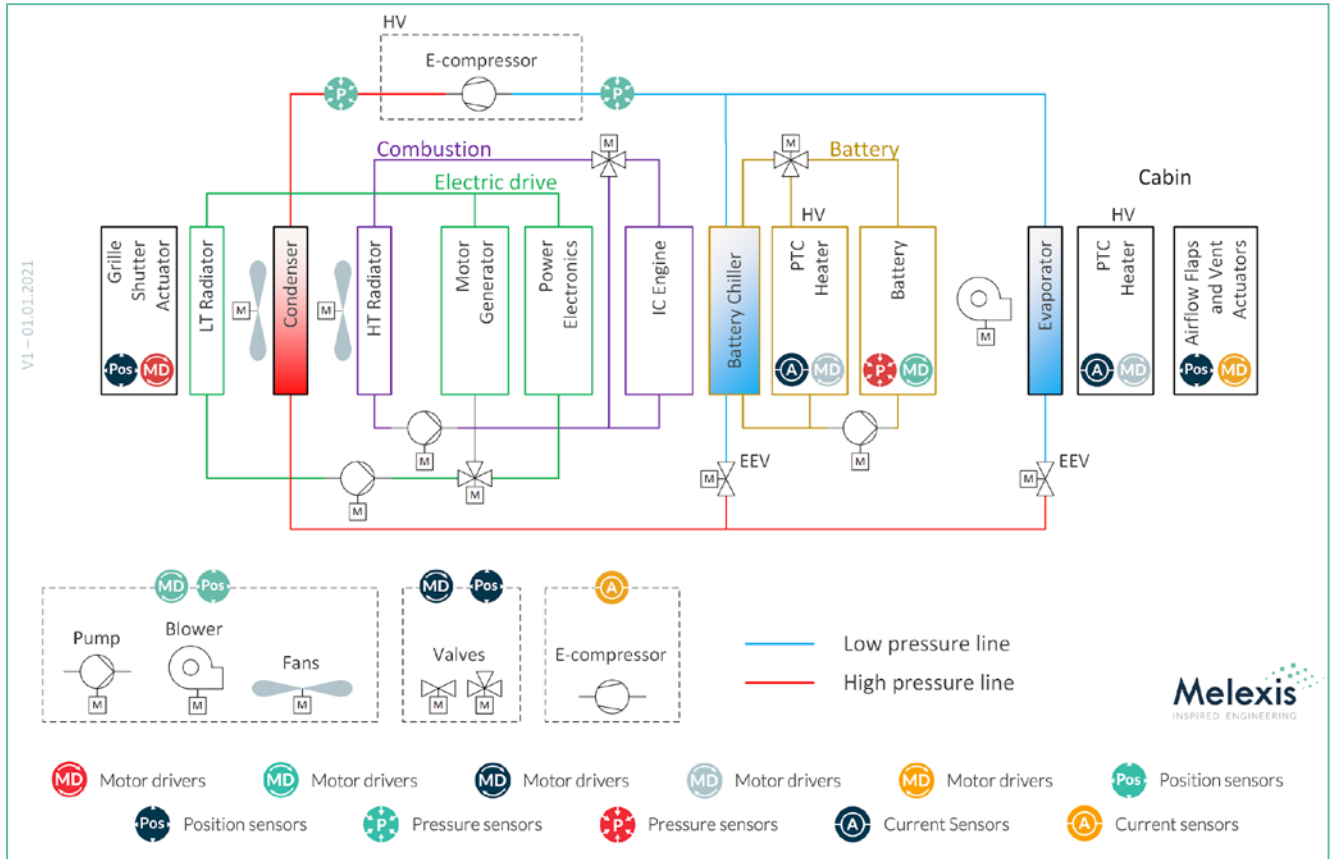 HV
E-compressor
P
P
Combustion
M
M
Battery
Electric drive
Cabin
HV
HV
Grille
Shutter
Actuator
Pos
MD
LT Radiator
M
Condenser
M
HT Radiator
Motor
Generator
Power
Electronics
IC Engine
Battery Chiller
PTC
Heater
A
MD
Battery
P
MD
M
Evaporator
PTC
Heater
A
MD
Airflow Flaps
and Vent
Actuators
Pos
MD
V1 – 01.01.2021
M
M
M
M
M
EEV
M
EEV
MD
Pos
MD
Pos
A
Pump
M
Blower
M
Fans
M
Valves
M
M
E-compressor
Low pressure line
High pressure line
Melexis
INSPIRED ENGINEERING
MD Motor drivers
MD Motor drivers
MD Motor drivers
MD Motor drivers
MD Motor drivers
Pos Position sensors
Pos Position sensors
P Pressure sensors
P Pressure sensors
A Current Sensors
A Current sensors